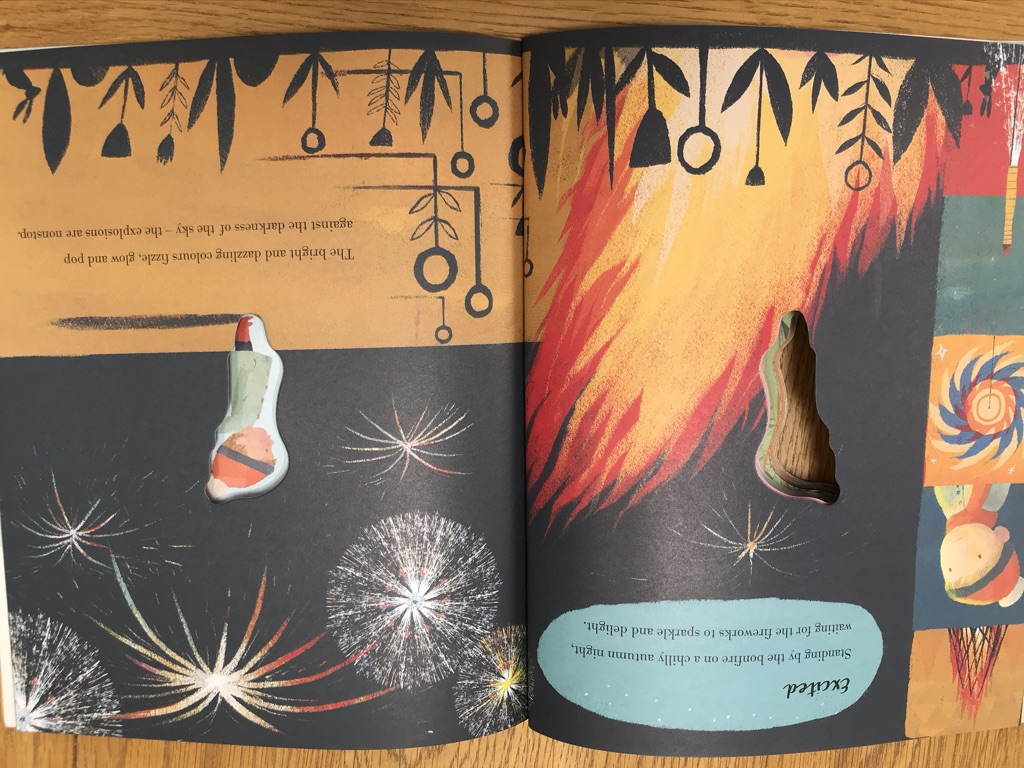 Excited
Standing by the bonfire on a chilly autumn night,
waiting for the fireworks to sparkle and delight.
The bright and dazzling colours fizzle, glow and pop
against the darkness of the sky – the explosions are nonstop.